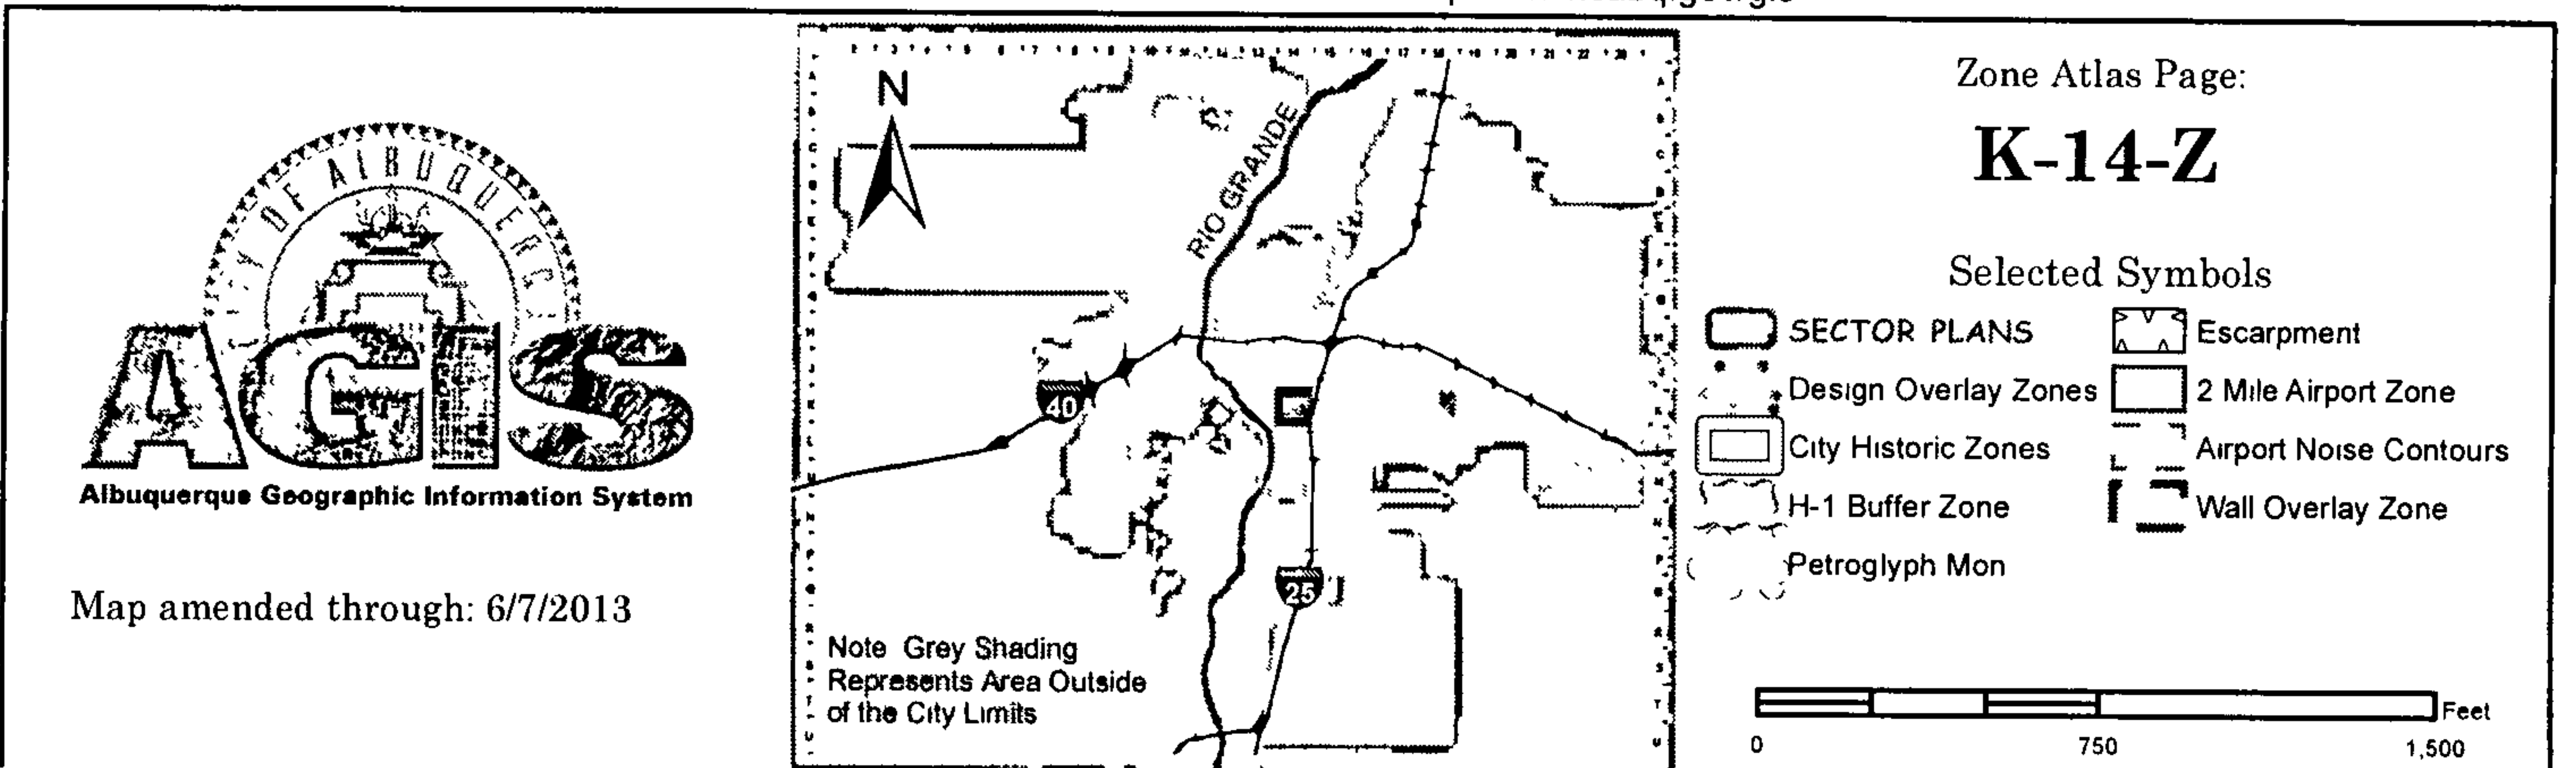 CITY OF ALBUQUERQUE
AGIS
Albuquerque Geographic Information System
Map amended through: 6/7/2013
N
RIO GRANDE
40
25
Note Grey Shading
Represents Area Outside
of the City Limits
Zone Atlas Page:
K-14-Z
Selected Symbols
SECTOR PLANS
Design Overlay Zones
City Historic Zones
H-1 Buffer Zone
Petroglyph Mon
Escarpment
2 Mile Airport Zone
Airport Noise Contours
Wall Overlay Zone
Feet
0 750 1,500